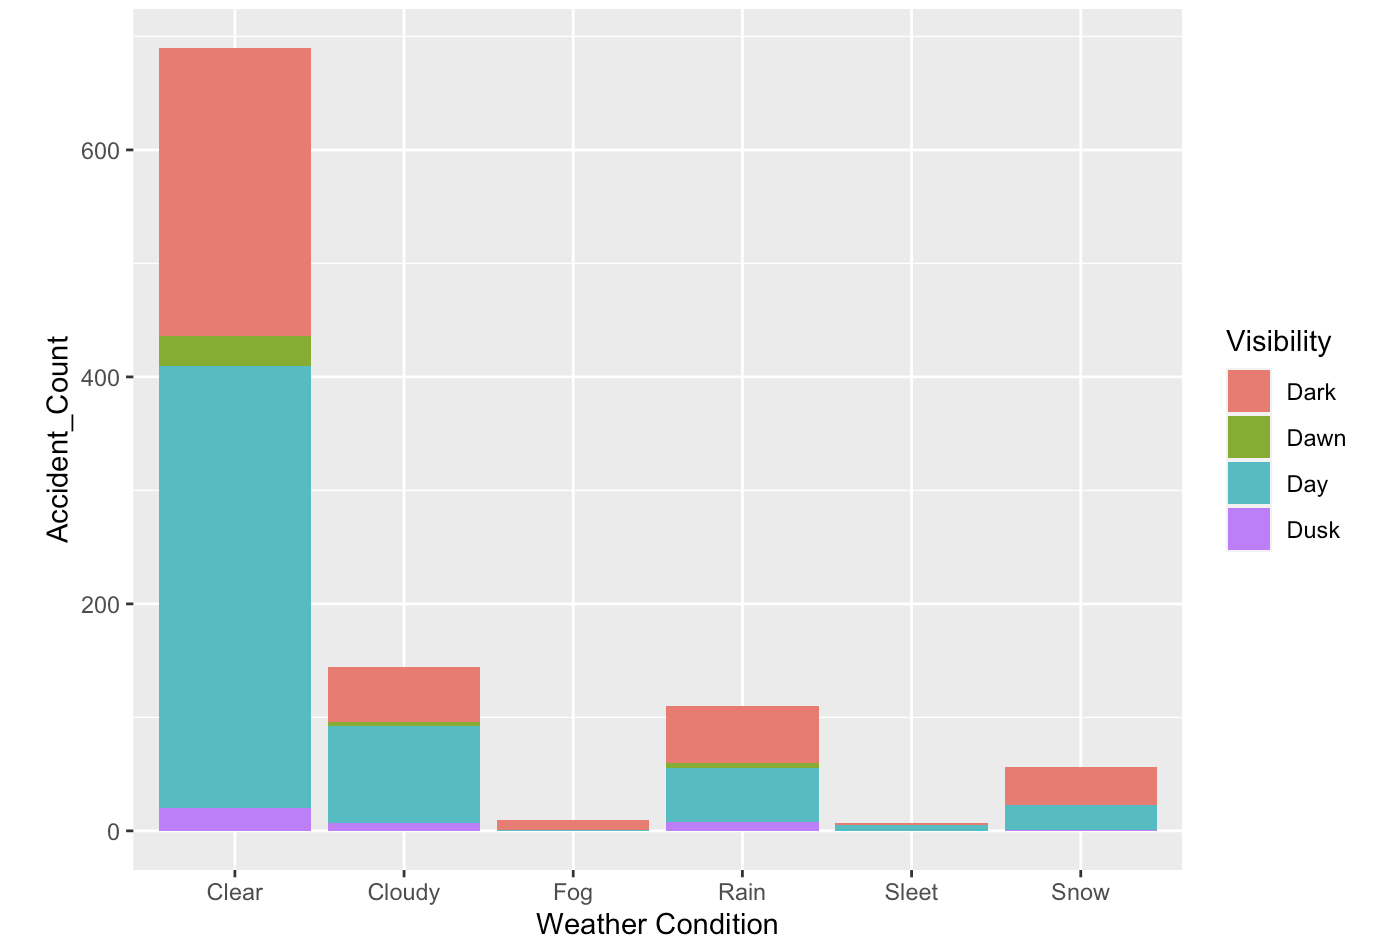 Accident_Count
600
400
200
0
Clear Cloudy Fog Rain Sleet Snow
Weather Condition
Visibility
Dark
Dawn
Day
Dusk